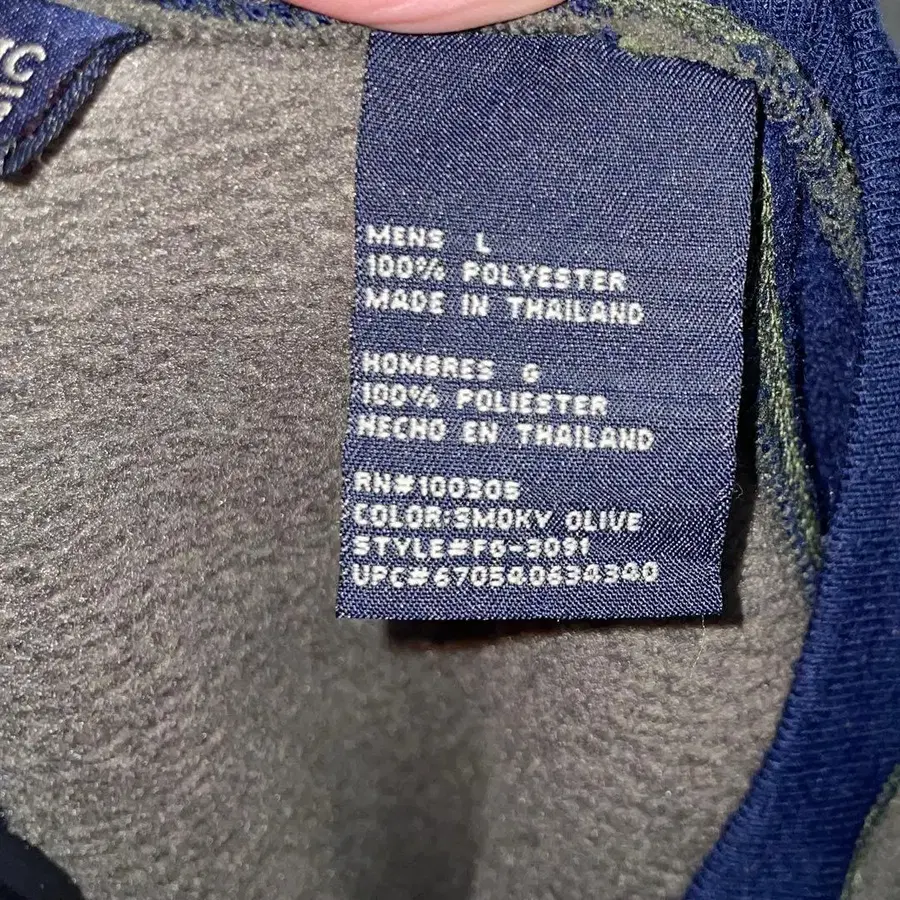 MENS L
100% POLYESTER
MADE IN THAILAND
HOMBRES G
100% POLIESTER
HECHO EN THAILAND
RN#100305
COLOR:SMOKY OLIVE
STYLE#FG-3091
UPC#670540634340